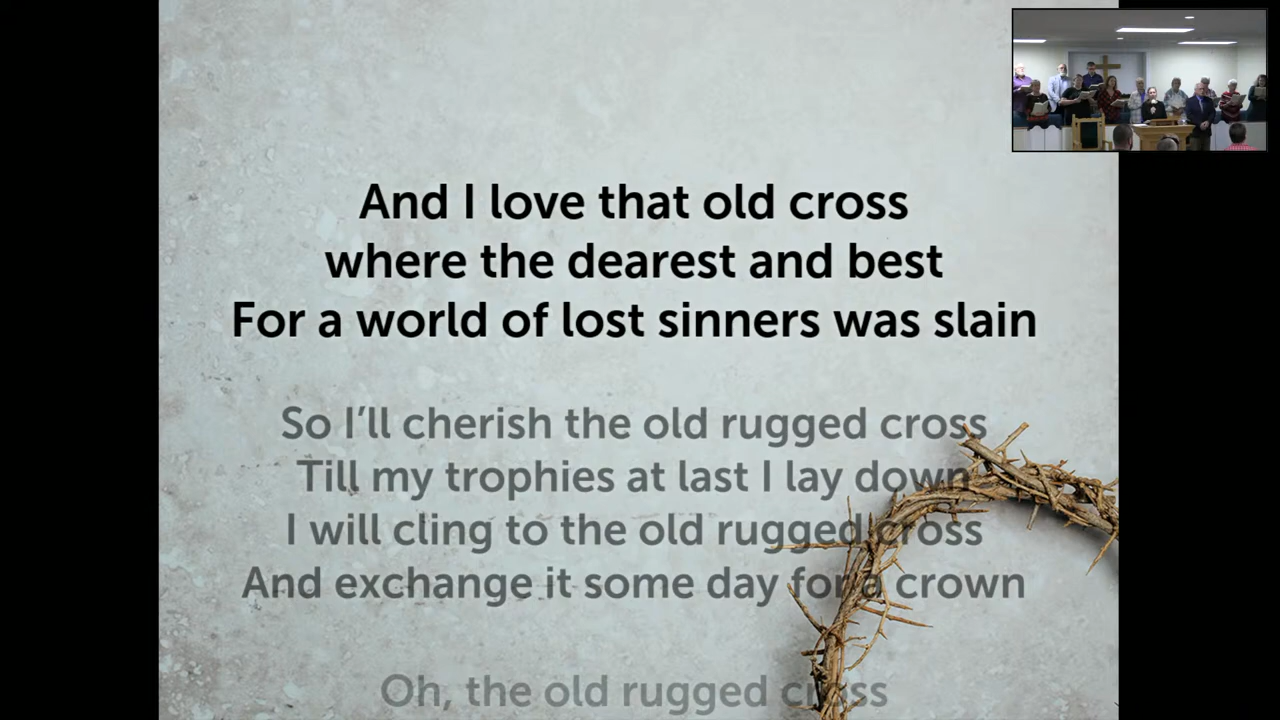 And I love that old cross
where the dearest and best
For a world of lost sinners was slain
So I’ll cherish the old rugged cross
Till my trophies at last I lay down
I will cling to the old rugged cross
And exchange it some day for a crown
Oh, the old rugged cross